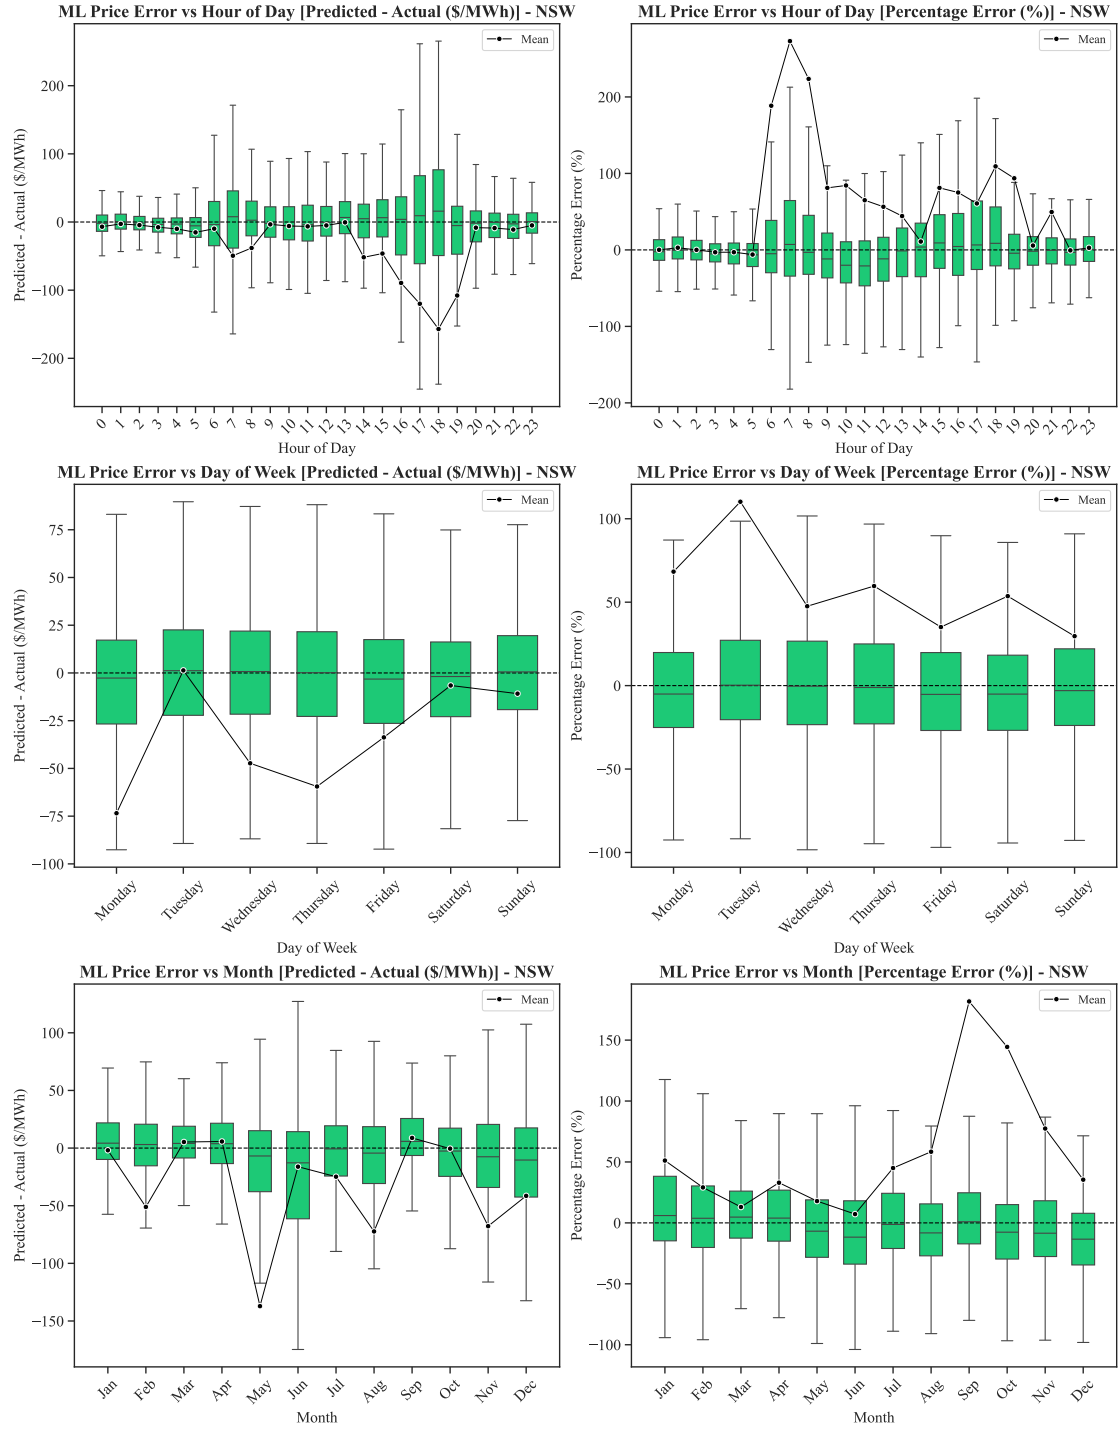 ML Price Error vs Hour of Day [Predicted - Actual ($/MWh)] - NSW
Mean
Predicted - Actual ($/MWh)
200
100
0
−100
−200
0 1 2 3 4 5 6 7 8 9 10 11 12 13 14 15 16 17 18 19 20 21 22 23
Hour of Day
ML Price Error vs Hour of Day [Percentage Error (%)] - NSW
Mean
Percentage Error (%)
200
100
0
−100
−200
0 1 2 3 4 5 6 7 8 9 10 11 12 13 14 15 16 17 18 19 20 21 22 23
Hour of Day
ML Price Error vs Day of Week [Predicted - Actual ($/MWh)] - NSW
Mean
Predicted - Actual ($/MWh)
75
50
25
0
−25
−50
−75
−100
Monday Tuesday Wednesday Thursday Friday Saturday Sunday
Day of Week
ML Price Error vs Day of Week [Percentage Error (%)] - NSW
Mean
Percentage Error (%)
100
50
0
−50
−100
Monday Tuesday Wednesday Thursday Friday Saturday Sunday
Day of Week
ML Price Error vs Month [Predicted - Actual ($/MWh)] - NSW
Mean
Predicted - Actual ($/MWh)
100
50
0
−50
−100
−150
Jan Feb Mar Apr May Jun Jul Aug Sep Oct Nov Dec
Month
ML Price Error vs Month [Percentage Error (%)] - NSW
Mean
Percentage Error (%)
150
100
50
0
−50
−100
Jan Feb Mar Apr May Jun Jul Aug Sep Oct Nov Dec
Month